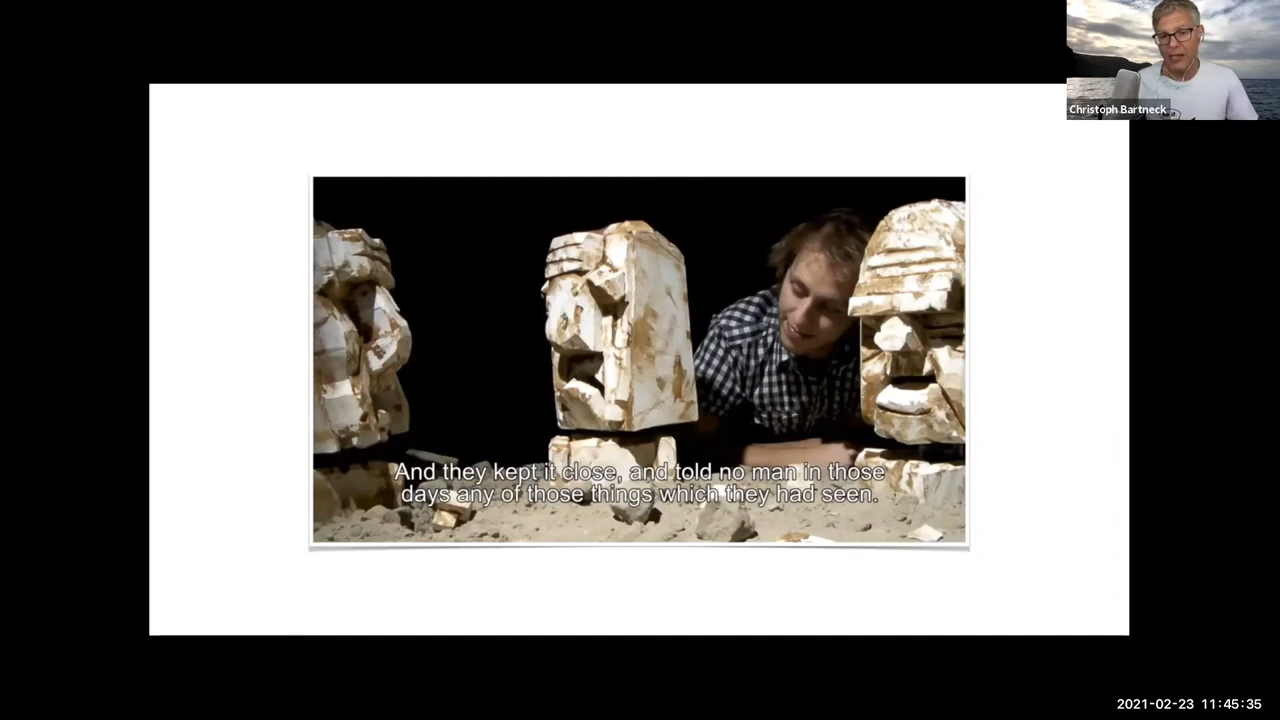 Christoph Bartneck
And they kept it close, and told no man in those
days any of those things which they had seen.
2021-02-23 11:45:35